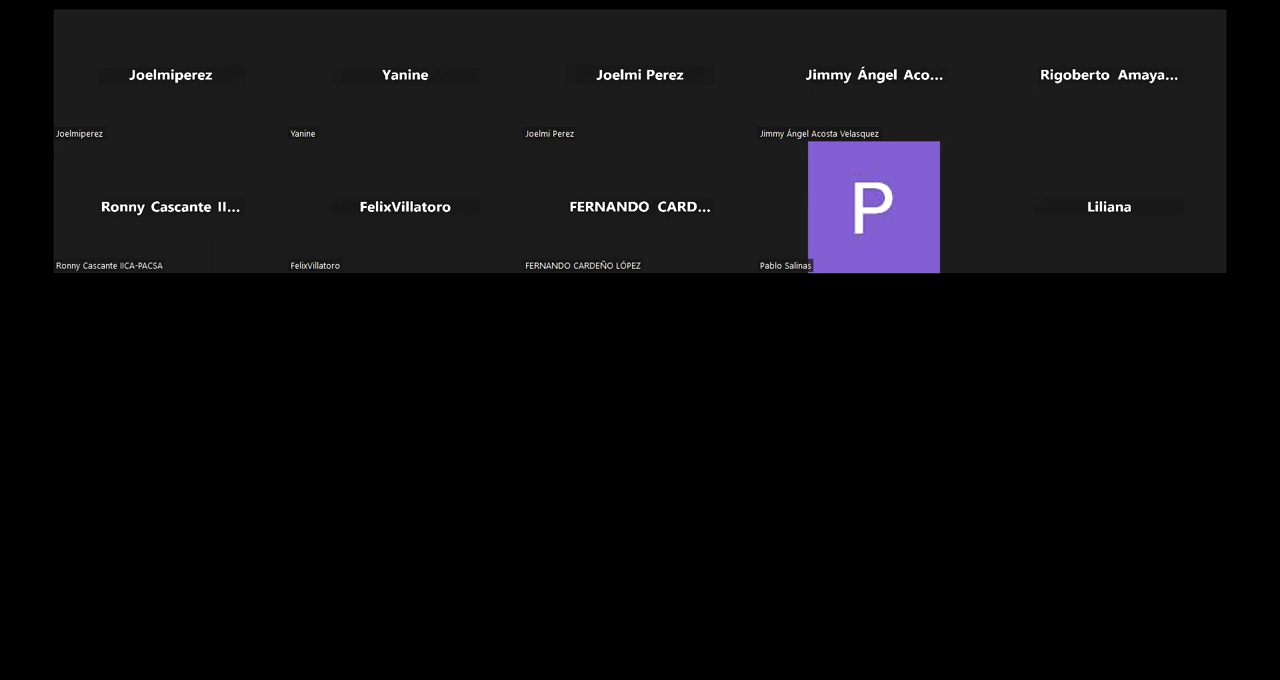 Joelmiperez
Yanine
Joelmi Perez
Jimmy Ángel Aco...
Rigoberto Amaya...
Joelmiperez
Yanine
Joelmi Perez
Jimmy Ángel Acosta Velasquez
Ronny Cascante II...
FelixVillatoro
FERNANDO CARD...
P
Liliana
Ronny Cascante IICA-PACSA
FelixVillatoro
FERNANDO CARDEÑO LÓPEZ
Pablo Salinas